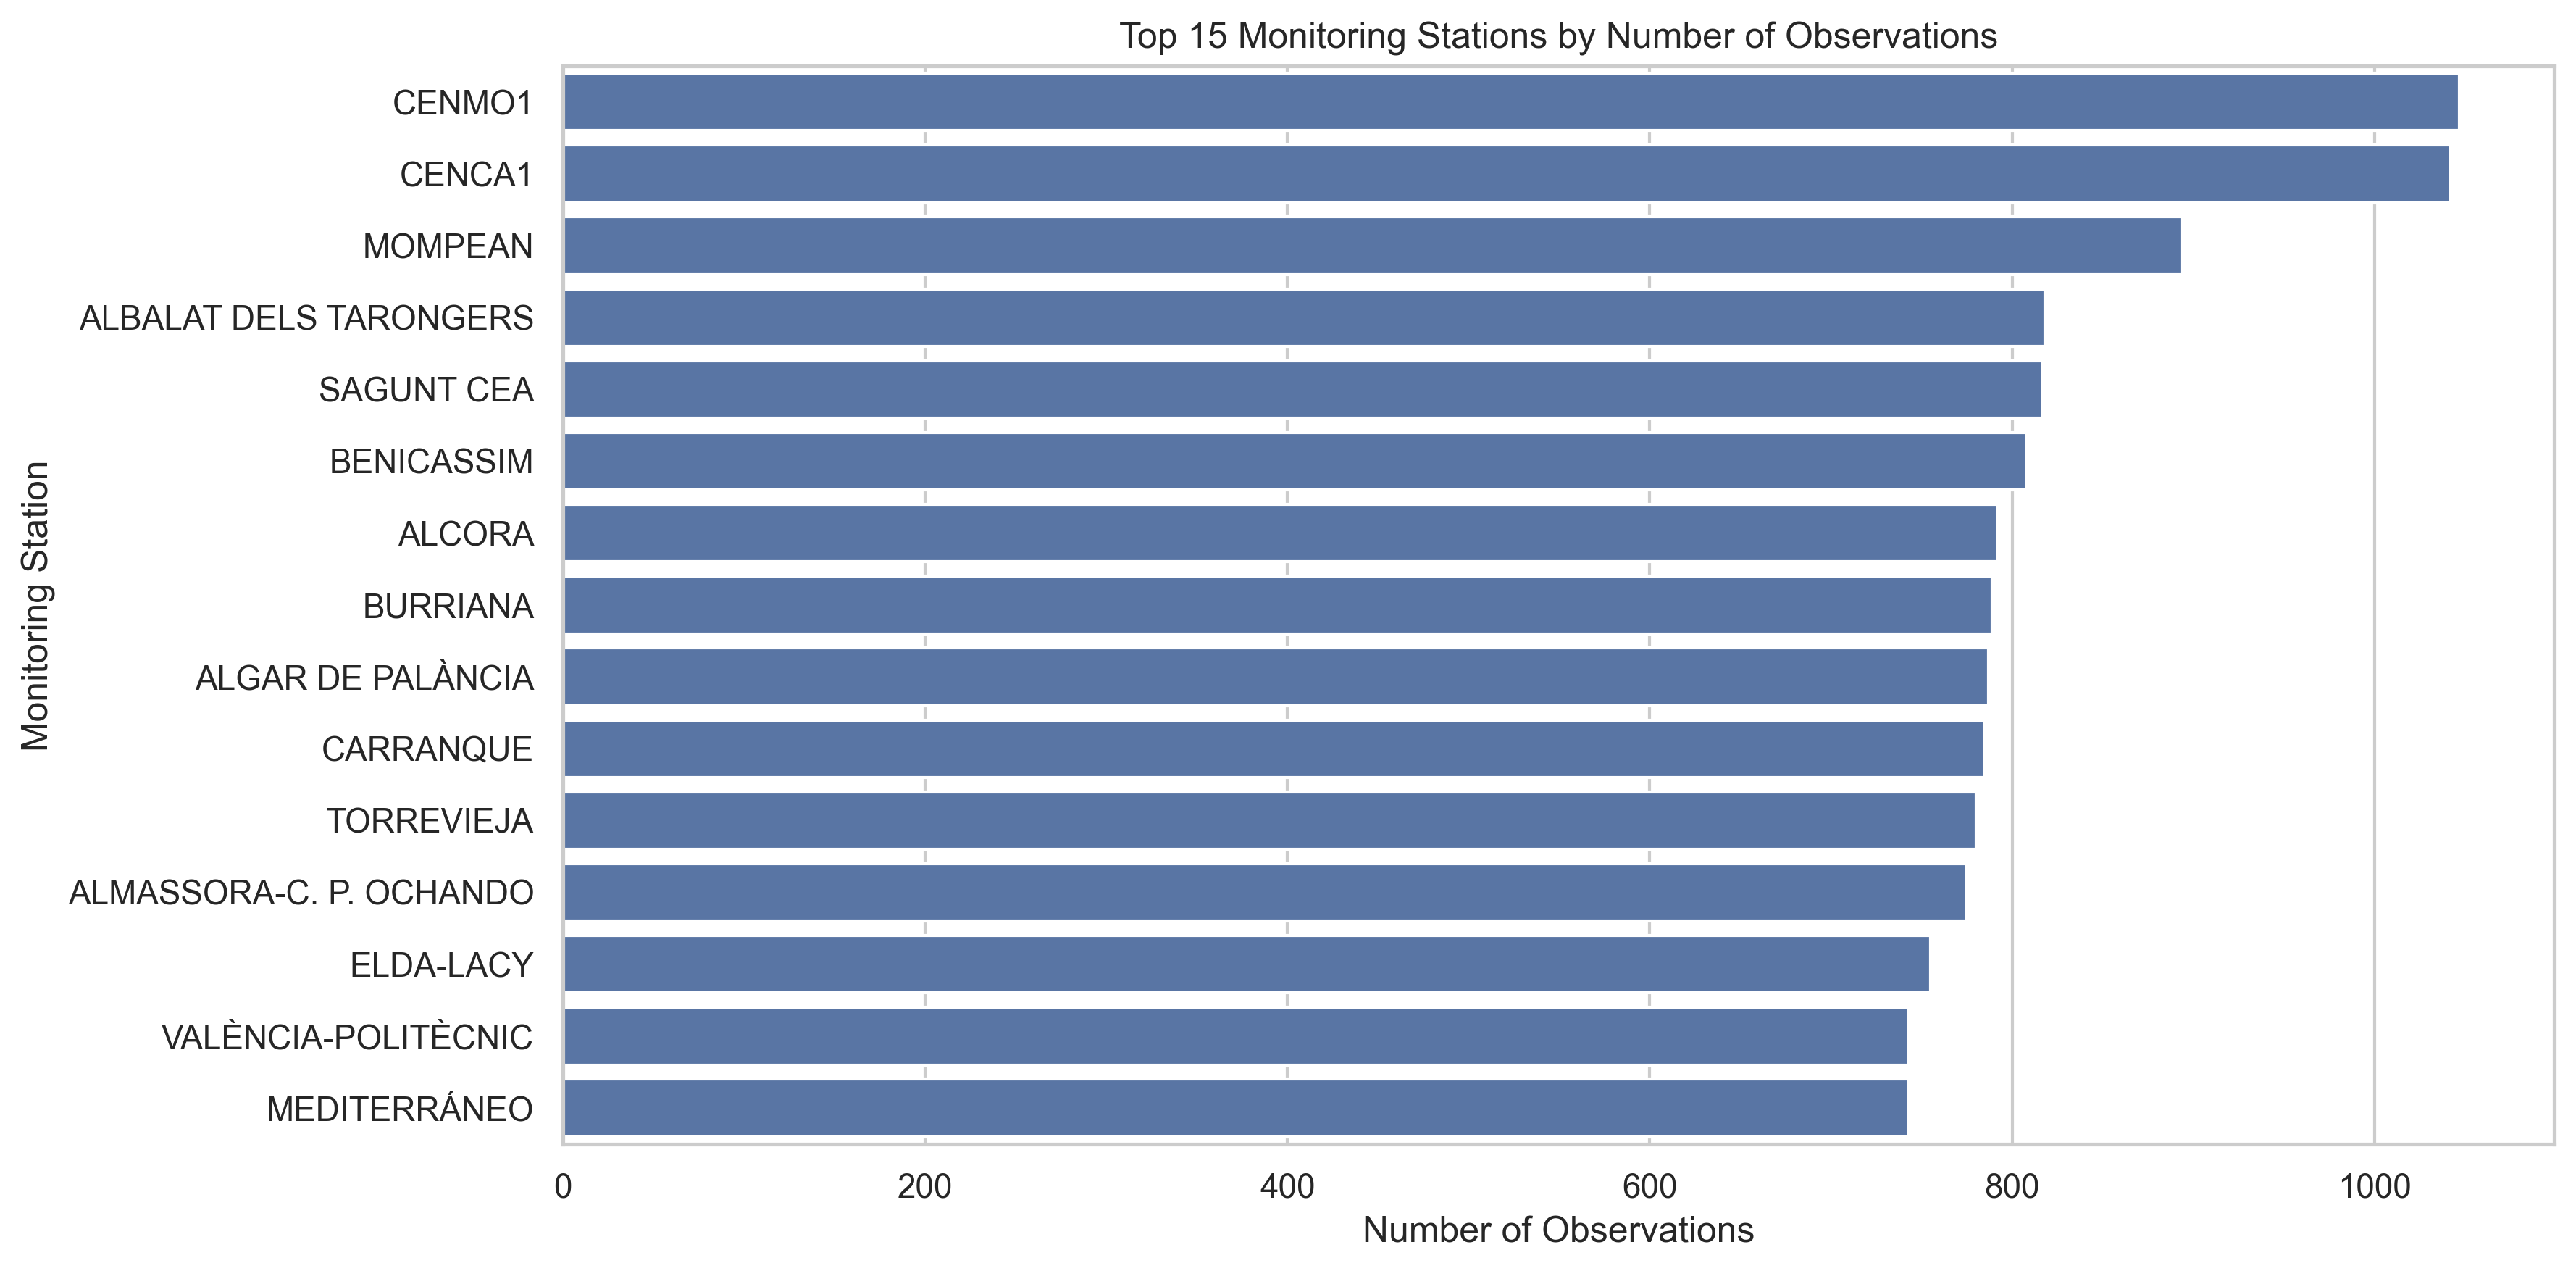 Top 15 Monitoring Stations by Number of Observations
Monitoring Station
CENMO1
CENCA1
MOMPEAN
ALBALAT DELS TARONGERS
SAGUNT CEA
BENICASSIM
ALCORA
BURRIANA
ALGAR DE PALÀNCIA
CARRANQUE
TORREVIEJA
ALMASSORA-C. P. OCHANDO
ELDA-LACY
VALÈNCIA-POLITÈCNIC
MEDITERRÁNEO
0 200 400 600 800 1000
Number of Observations